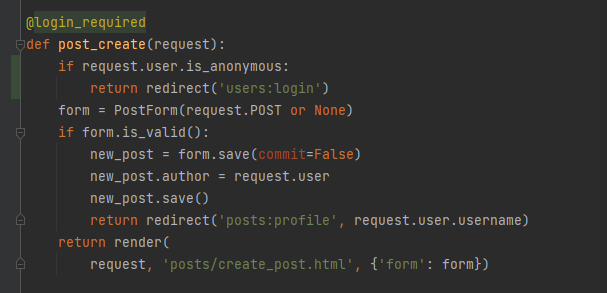 @login_required
def post_create(request):
    if request.user.is_anonymous:
        return redirect('users:login')
    form = PostForm(request.POST or None)
    if form.is_valid():
        new_post = form.save(commit=False)
        new_post.author = request.user
        new_post.save()
        return redirect('posts:profile', request.user.username)
    return render(
        request, 'posts/create_post.html', {'form': form})